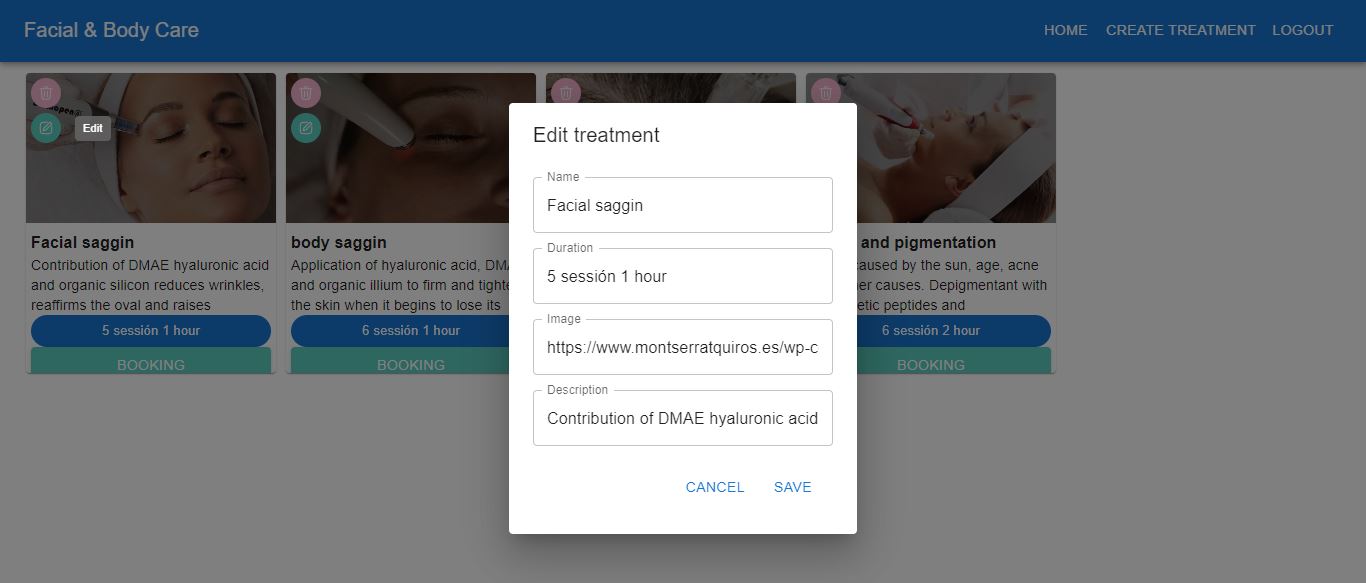 Facial & Body Care
HOME
CREATE TREATMENT
LOGOUT
Edit
Facial saggin
Contribution of DMAE hyaluronic acid
and organic silicon reduces wrinkles,
reaffirms the oval and raises
5 sessión 1 hour
BOOKING
body saggin
Application of hyaluronic acid,
and organic illium to firm and
the skin when it begins to lose its
6 sessión 1 hour
BOOKING
and pigmentation
caused by the sun, age, acne
causes. Depigmentant with
peptides and
6 sessión 2 hour
BOOKING
Edit treatment
Name
Facial saggin
Duration
5 sessión 1 hour
Image
https://www.montserratquiros.es/wp-c
Description
Contribution of DMAE hyaluronic acid
CANCEL
SAVE